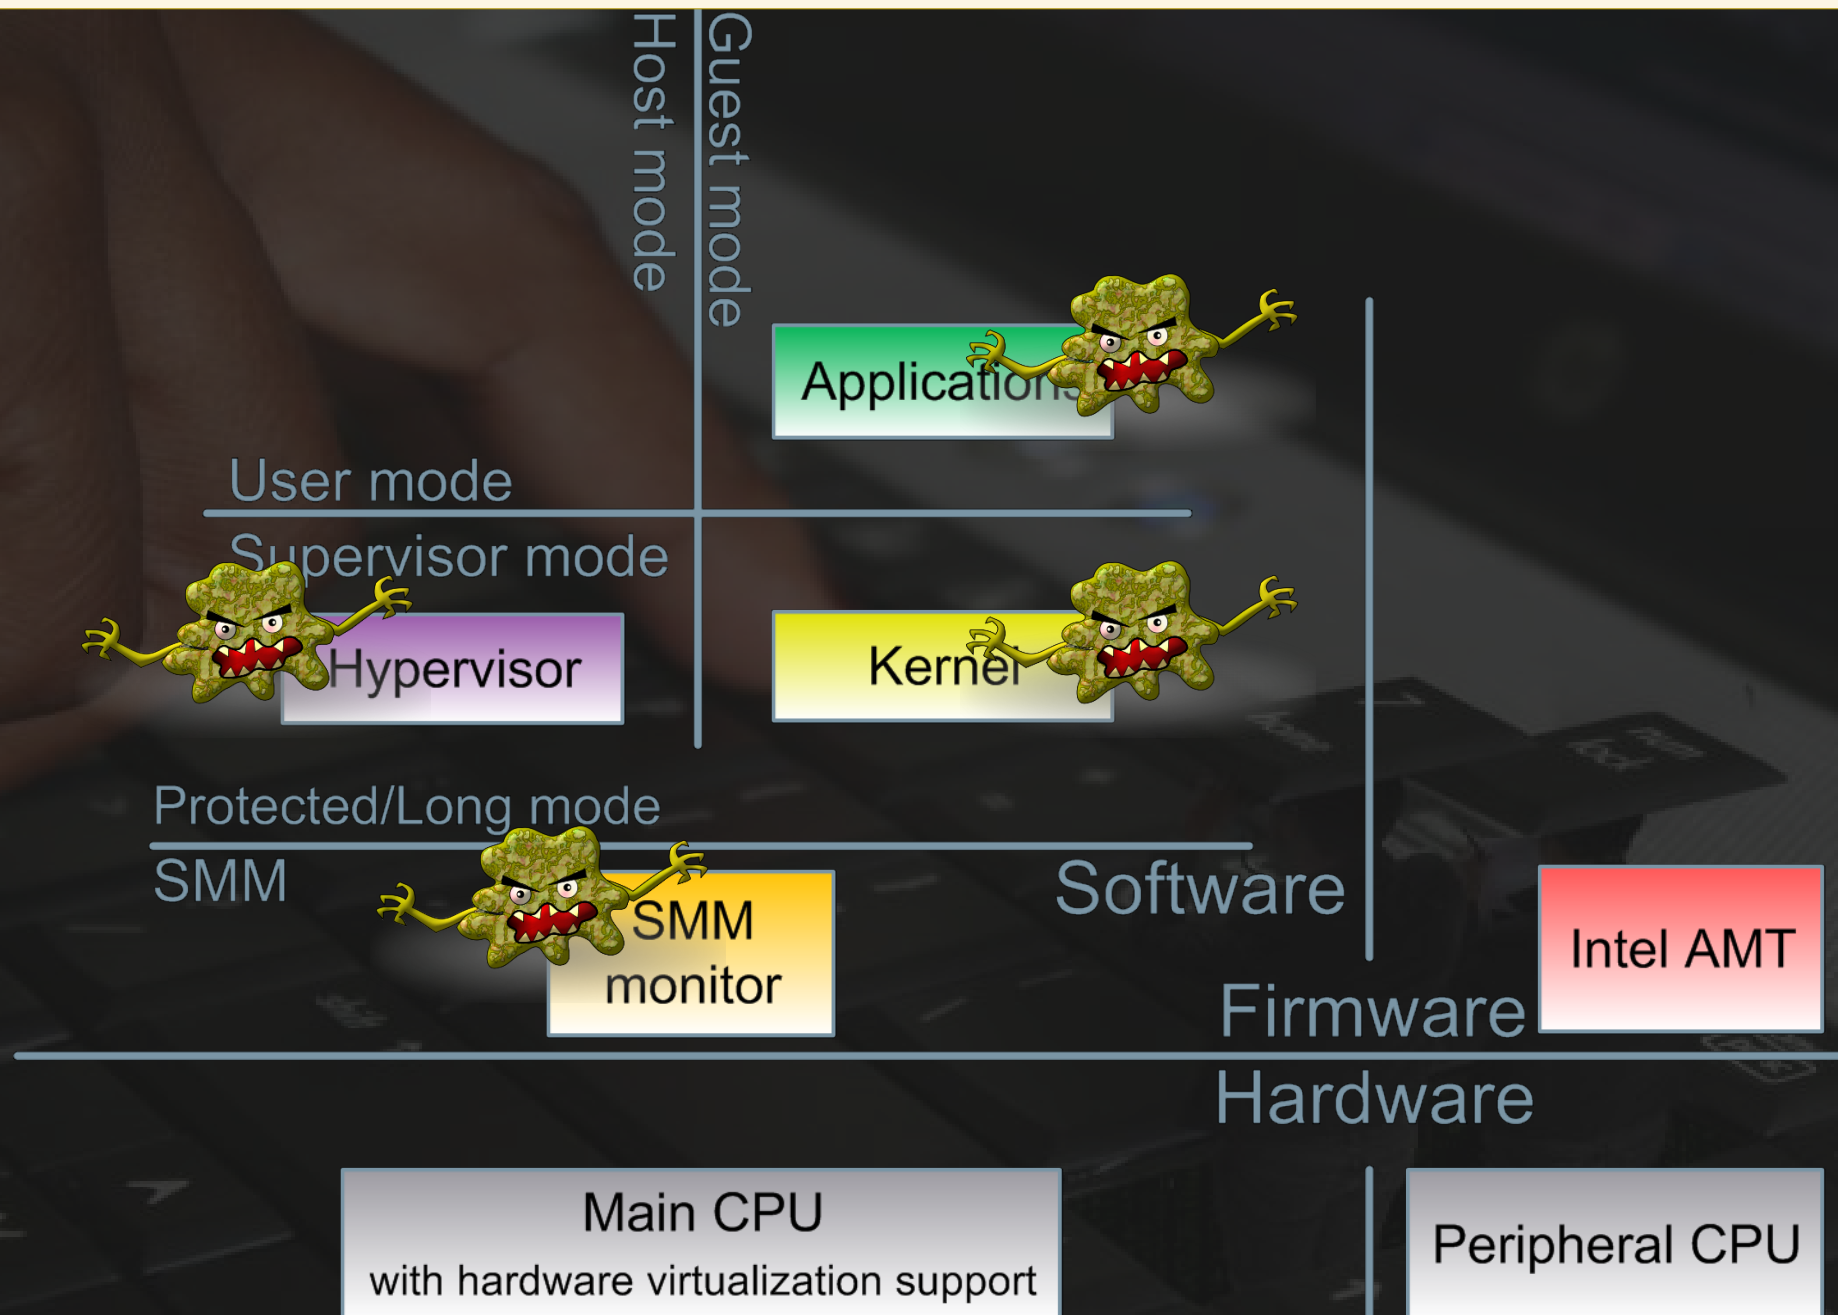 Host mode
Guest mode
Applications
User mode
Supervisor mode
Hypervisor
Kernel
Protected/Long mode
SMM
SMM
monitor
Software
Firmware
Intel AMT
Hardware
Main CPU
with hardware virtualization support
Peripheral CPU